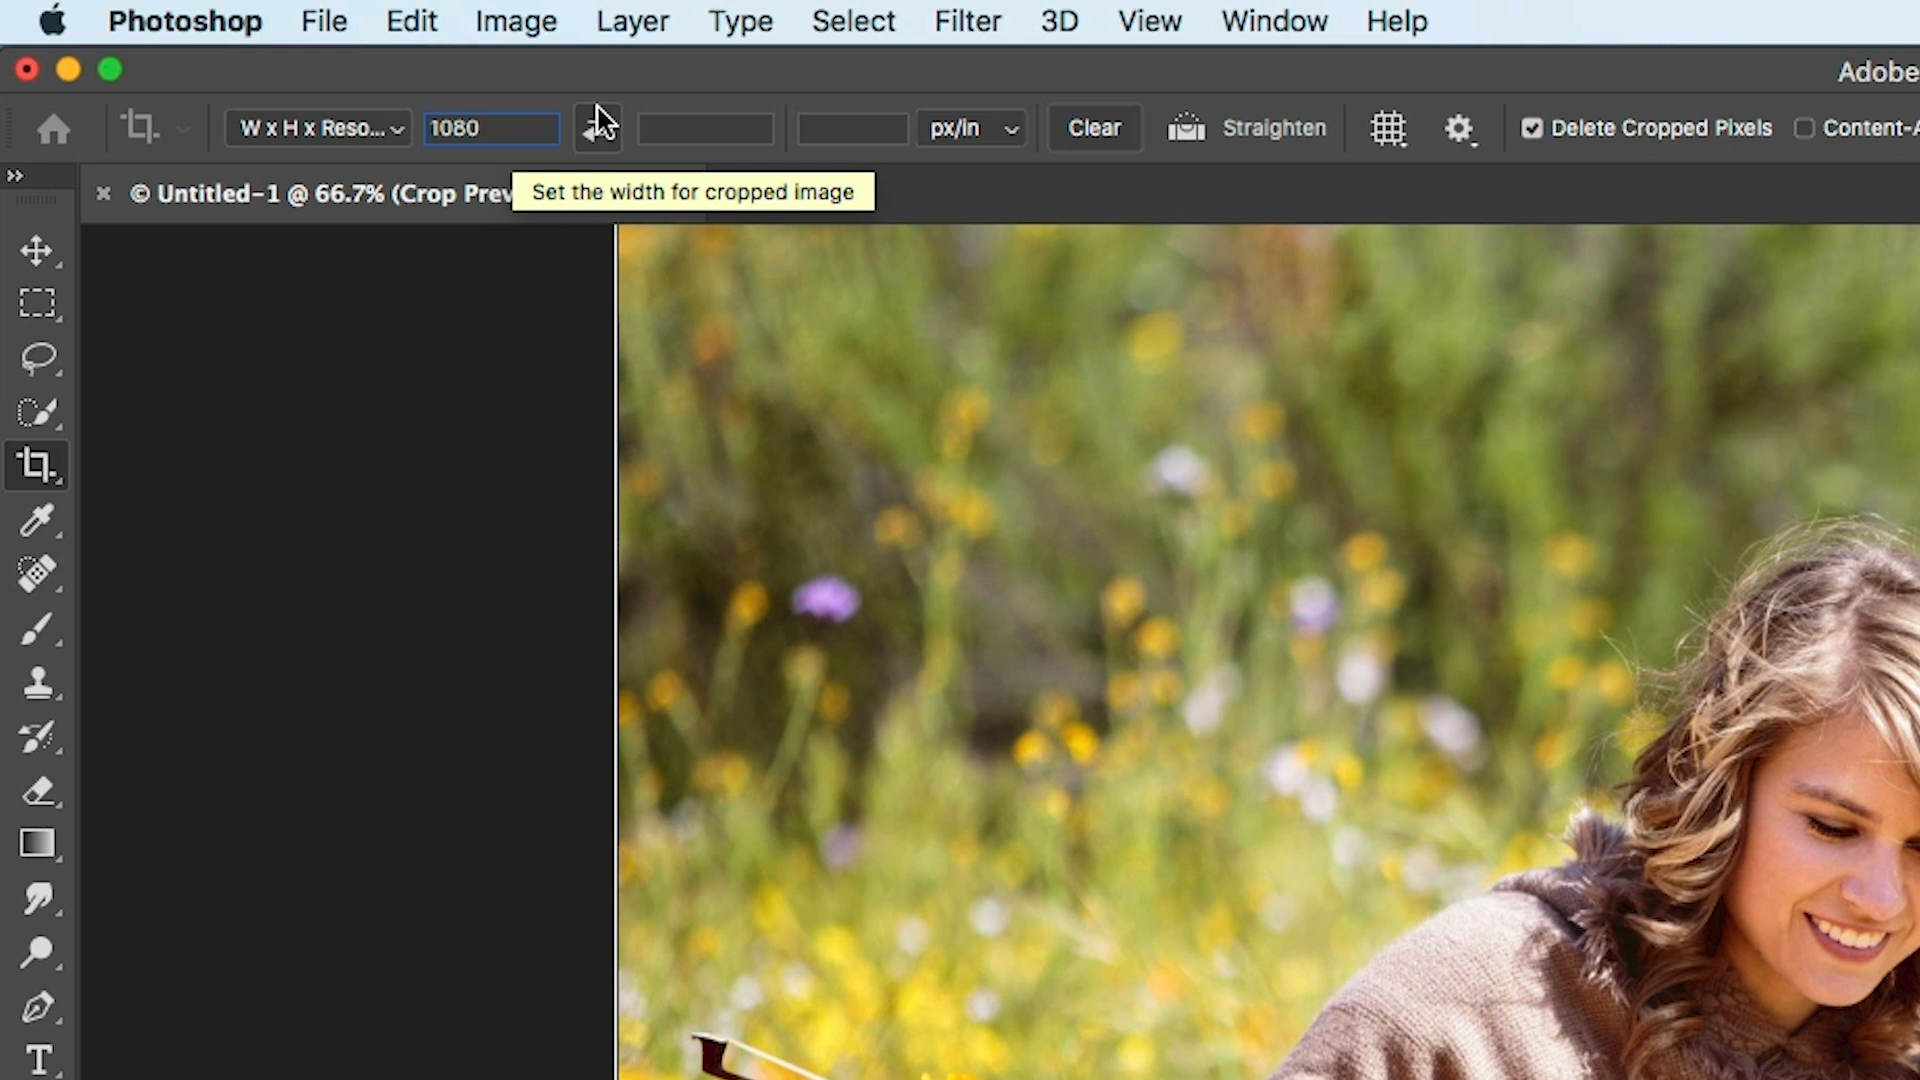 Photoshop File Edit Image Layer Type Select Filter 3D View Window Help
Adobe
W x H x Reso... 1080 px/in Clear Straighten Delete Cropped Pixels Content-A
© Untitled-1 @ 66.7% (Crop Prev
Set the width for cropped image
T